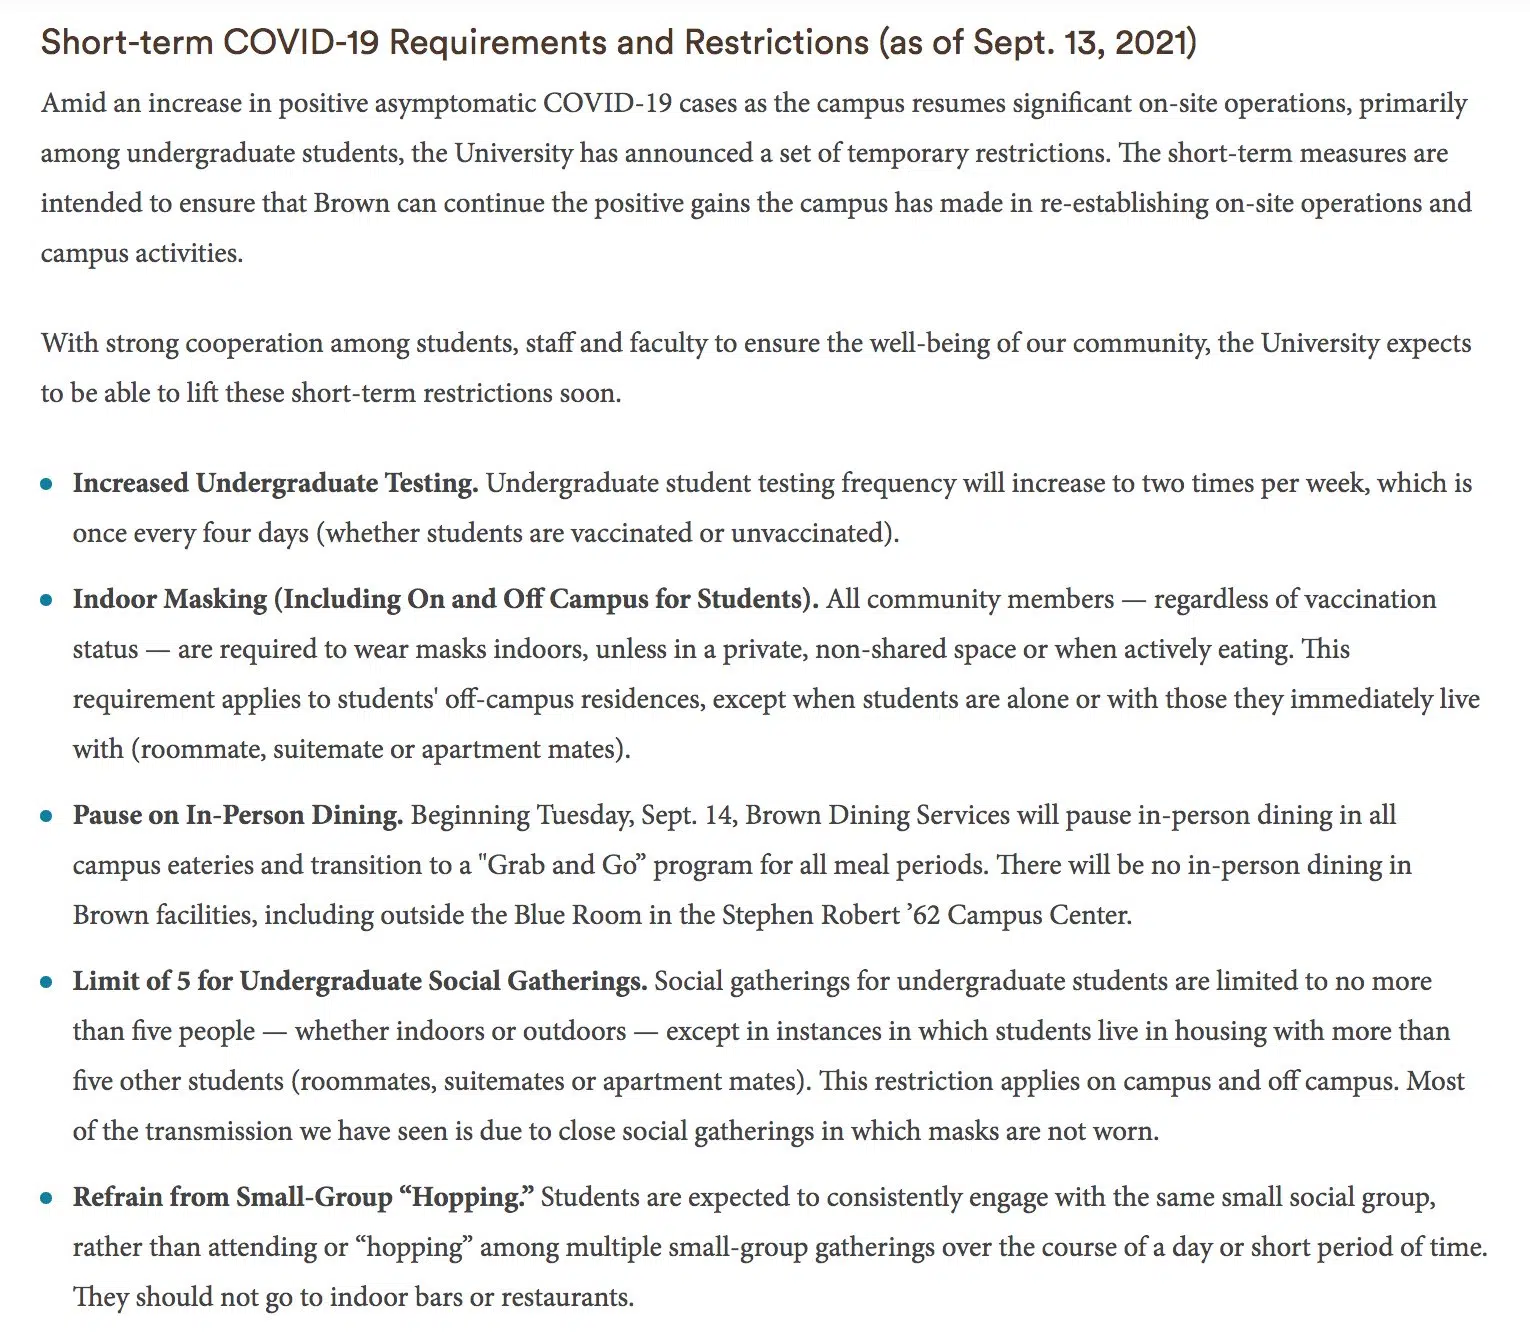 Short-term COVID-19 Requirements and Restrictions (as of Sept. 13, 2021)
Amid an increase in positive asymptomatic COVID-19 cases as the campus resumes significant on-site operations, primarily
among undergraduate students, the University has announced a set of temporary restrictions. The short-term measures are
intended to ensure that Brown can continue the positive gains the campus has made in re-establishing on-site operations and
campus activities.
With strong cooperation among students, staff and faculty to ensure the well-being of our community, the University expects
to be able to lift these short-term restrictions soon.
• Increased Undergraduate Testing. Undergraduate student testing frequency will increase to two times per week, which is
once every four days (whether students are vaccinated or unvaccinated).
• Indoor Masking (Including On and Off Campus for Students). All community members — regardless of vaccination
status — are required to wear masks indoors, unless in a private, non-shared space or when actively eating. This
requirement applies to students' off-campus residences, except when students are alone or with those they immediately live
with (roommate, suitemate or apartment mates).
• Pause on In-Person Dining. Beginning Tuesday, Sept. 14, Brown Dining Services will pause in-person dining in all
campus eateries and transition to a "Grab and Go” program for all meal periods. There will be no in-person dining in
Brown facilities, including outside the Blue Room in the Stephen Robert ’62 Campus Center.
• Limit of 5 for Undergraduate Social Gatherings. Social gatherings for undergraduate students are limited to no more
than five people — whether indoors or outdoors — except in instances in which students live in housing with more than
five other students (roommates, suitemates or apartment mates). This restriction applies on campus and off campus. Most
of the transmission we have seen is due to close social gatherings in which masks are not worn.
• Refrain from Small-Group “Hopping.” Students are expected to consistently engage with the same small social group,
rather than attending or “hopping” among multiple small-group gatherings over the course of a day or short period of time.
They should not go to indoor bars or restaurants.